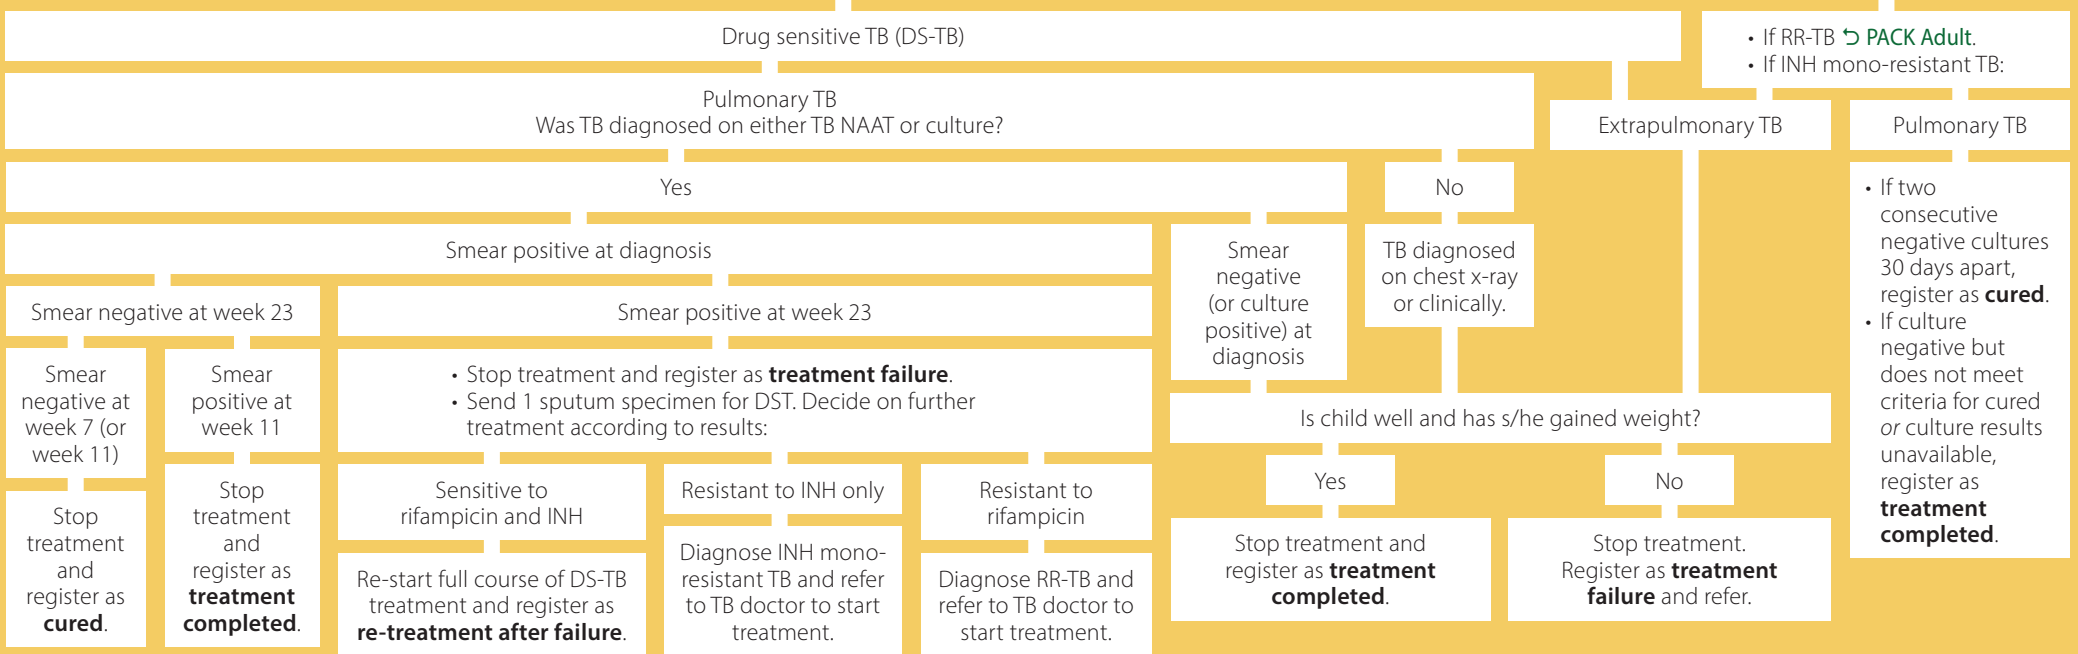 Drug sensitive TB (DS-TB)
• If RR-TB ⮌ PACK Adult.
• If INH mono-resistant TB:
Pulmonary TB
Was TB diagnosed on either TB NAAT or culture?
Extrapulmonary TB
Pulmonary TB
Yes
No
Smear positive at diagnosis
Smear
negative
(or culture
positive) at
diagnosis
TB diagnosed
on chest x-ray
or clinically.
• If two
consecutive
negative cultures
30 days apart,
register as cured.
• If culture
negative but
does not meet
criteria for cured
or culture results
unavailable,
register as
treatment
completed.
Smear negative at week 23
Smear positive at week 23
Smear
negative at
week 7 (or
week 11)
Smear
positive at
week 11
• Stop treatment and register as treatment failure.
• Send 1 sputum specimen for DST. Decide on further
treatment according to results:
Is child well and has s/he gained weight?
Stop
treatment
and
register as
cured.
Stop
treatment
and
register as
treatment
completed.
Sensitive to
rifampicin and INH
Resistant to INH only
Resistant to
rifampicin
Yes
No
Re-start full course of DS-TB
treatment and register as
re-treatment after failure.
Diagnose INH mono-
resistant TB and refer
to TB doctor to start
treatment.
Diagnose RR-TB and
refer to TB doctor to
start treatment.
Stop treatment and
register as treatment
completed.
Stop treatment.
Register as treatment
failure and refer.